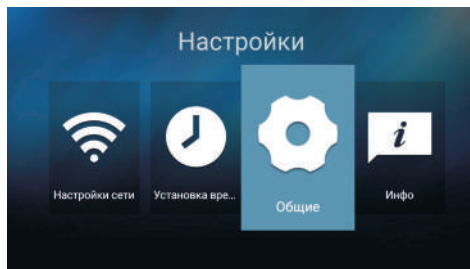 Настройки
Настройки сети
Установка вре...
Общие
Инфо